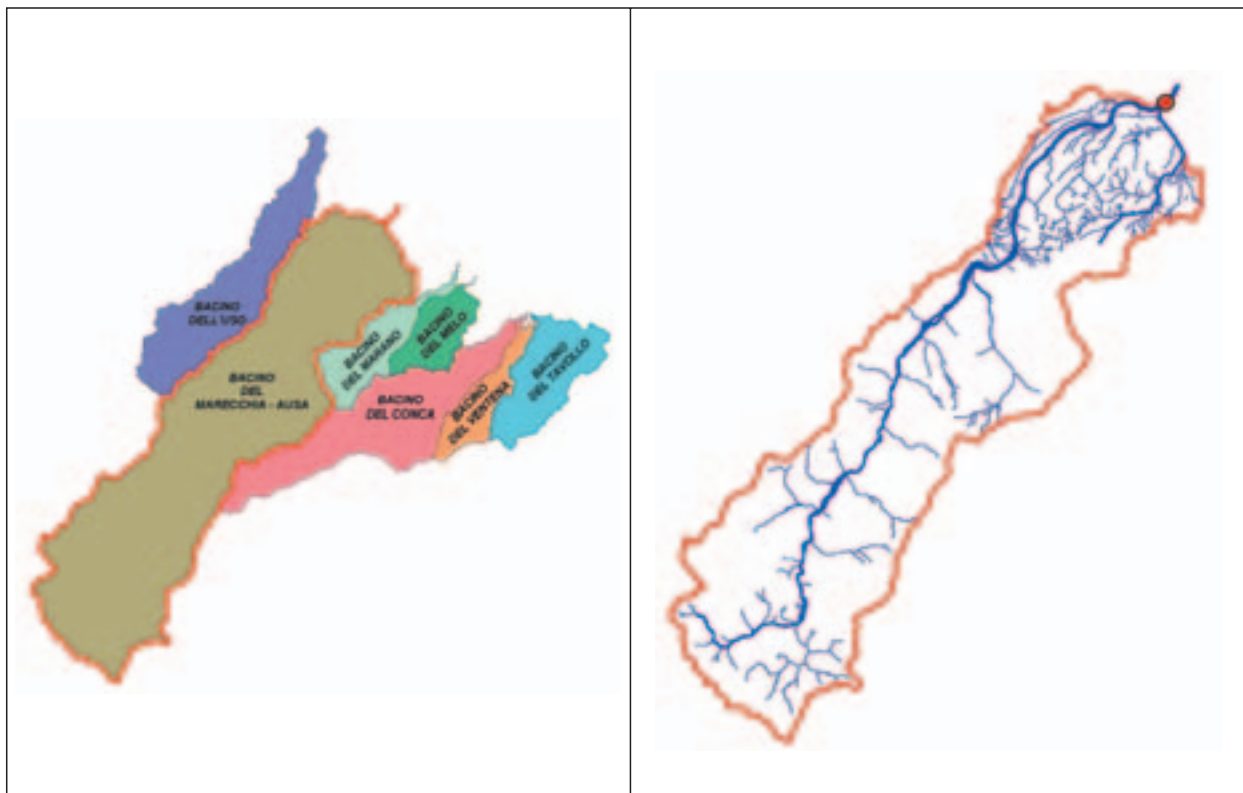 BACINO
DELL'USO
BACINO
DEL
MARECCHIA - AUSA
BACINO
DEL MARANO
BACINO
DEL MELO
BACINO
DEL CONCA
BACINO
DEL VENTENA
BACINO
DEL TAVOLLO